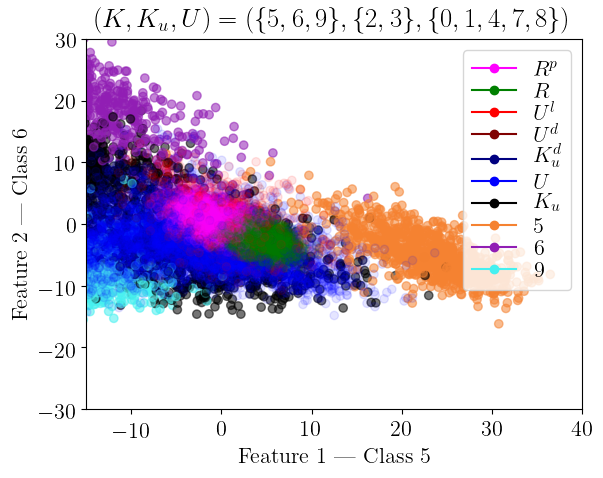 (K, K_u, U) = ({5, 6, 9}, {2, 3}, {0, 1, 4, 7, 8})
R^p
R
U^l
U^d
K_u^d
U
K_u
5
6
9
30
20
10
0
−10
−20
−30
Feature 2 — Class 6
−10 0 10 20 30 40
Feature 1 — Class 5